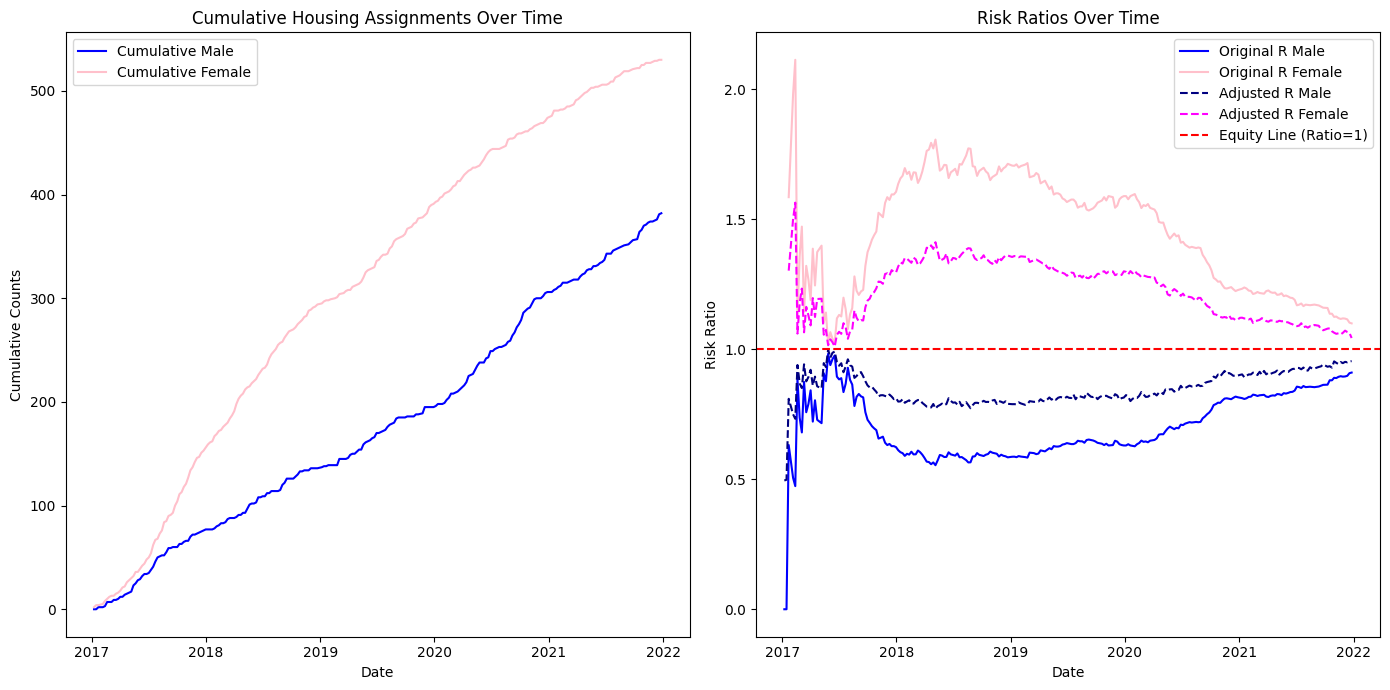 Cumulative Housing Assignments Over Time
Cumulative Male
Cumulative Female
Cumulative Counts
500
400
300
200
100
0
2017 2018 2019 2020 2021 2022
Date
Risk Ratios Over Time
Original R Male
Original R Female
Adjusted R Male
Adjusted R Female
Equity Line (Ratio=1)
Risk Ratio
2.0
1.5
1.0
0.5
0.0
2017 2018 2019 2020 2021 2022
Date